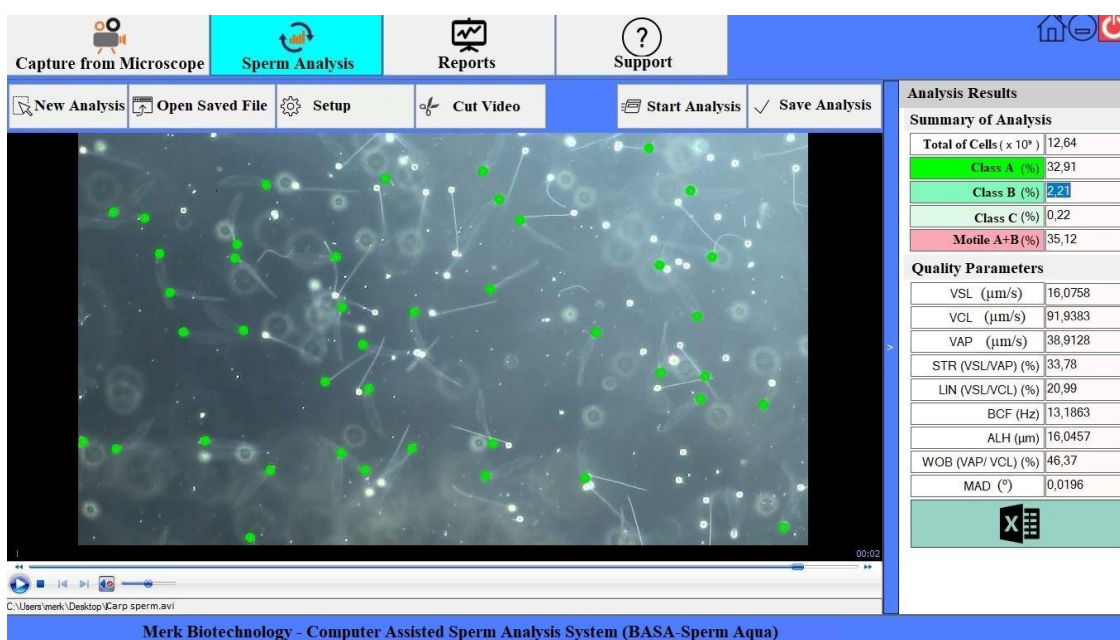 Capture from Microscope
Sperm Analysis
Reports
Support
New Analysis
Open Saved File
Setup
Cut Video
Start Analysis
Save Analysis
00:02
C:\Users\merk\Desktop\Carp sperm.avi
Analysis Results
Summary of Analysis
Total of Cells ( x 10⁹ ) 12,64
Class A (%) 32,91
Class B (%) 2,21
Class C (%) 0,22
Motile A+B (%) 35,12
Quality Parameters
VSL (µm/s) 16,0758
VCL (µm/s) 91,9383
VAP (µm/s) 38,9128
STR (VSL/VAP) (%) 33,78
LIN (VSL/VCL) (%) 20,99
BCF (Hz) 13,1863
ALH (µm) 16,0457
WOB (VAP/ VCL) (%) 46,37
MAD (º) 0,0196
Merk Biotechnology - Computer Assisted Sperm Analysis System (BASA-Sperm Aqua)